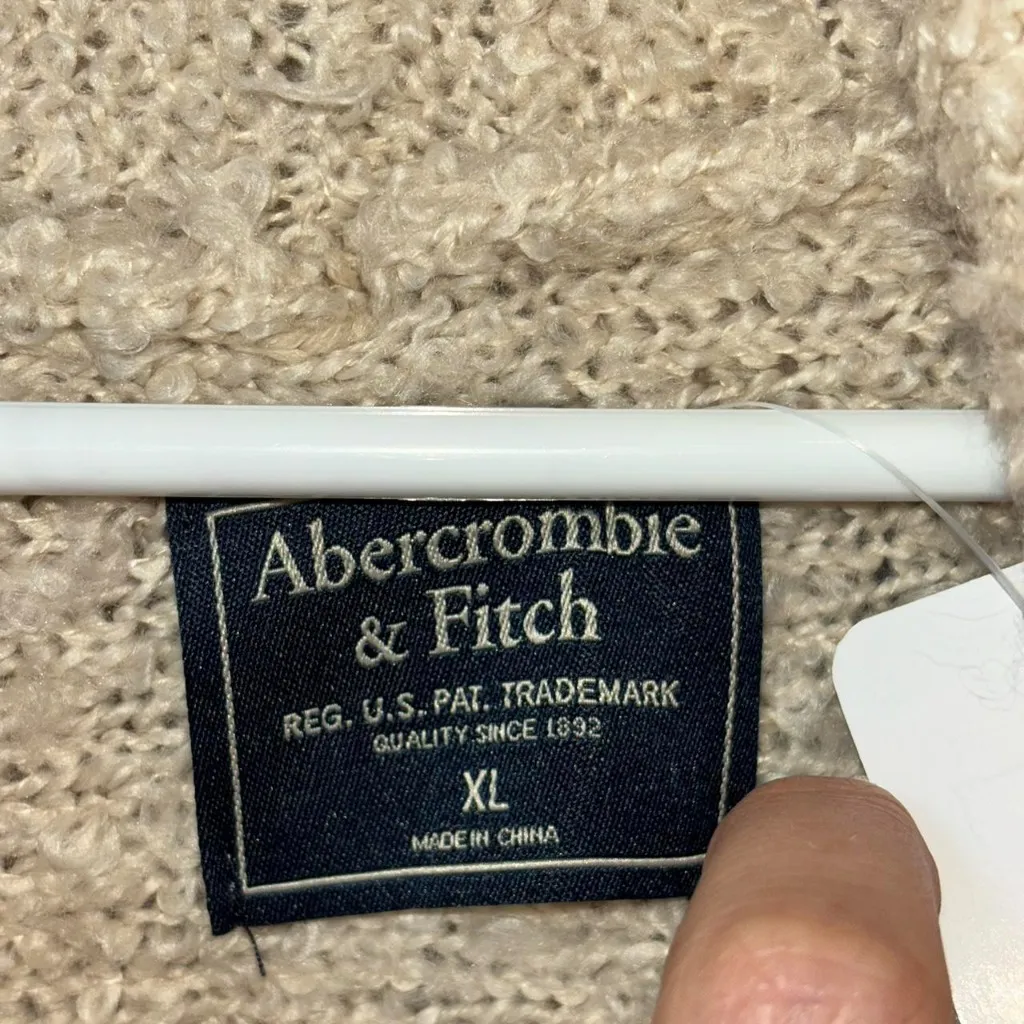 Abercrombie
& Fitch
REG. U.S. PAT. TRADEMARK
QUALITY SINCE 1892
XL
MADE IN CHINA